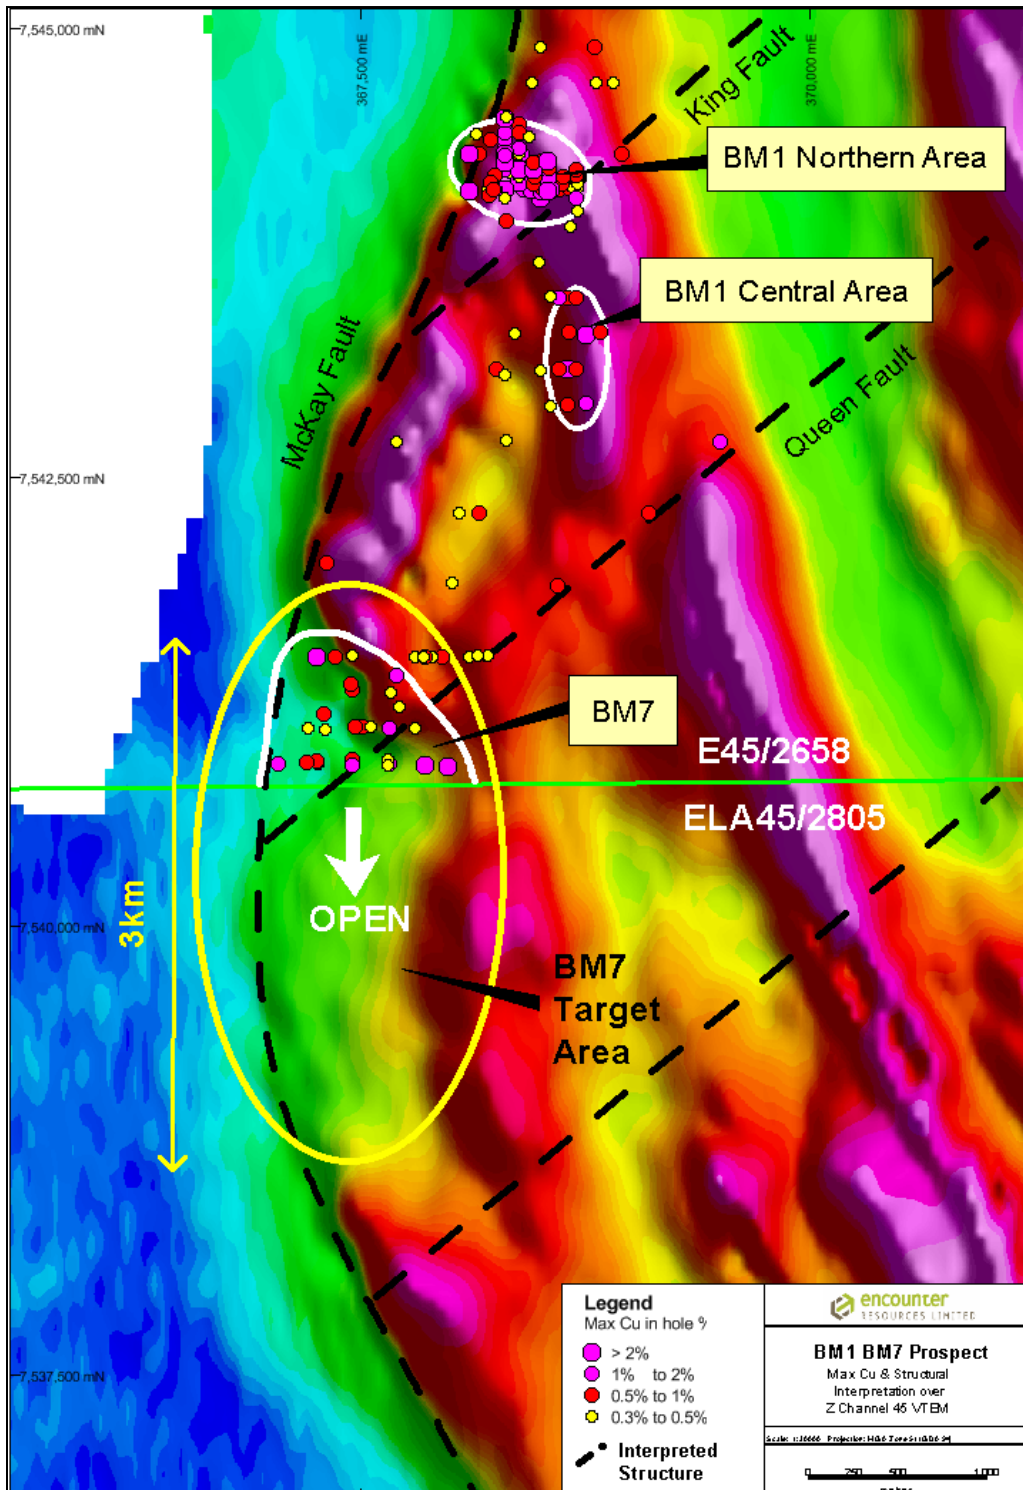 7,545,000 mN
367,500 mE
370,000 mE
King Fault
BM1 Northern Area
BM1 Central Area
McKay Fault
Queen Fault
7,542,500 mN
BM7
E45/2658
ELA45/2805
3km
OPEN
7,540,000 mN
BM7
Target
Area
7,537,500 mN
Legend
Max Cu in hole %
> 2%
1% to 2%
0.5% to 1%
0.3% to 0.5%
Interpreted
Structure
encounter
RESOURCES LIMITED
BM1 BM7 Prospect
Max Cu & Structural
Interpretation over
Z Channel 45 VTEM
0 250 500 1,000